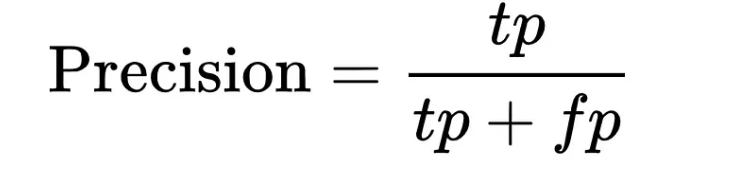 Precision = tp / tp + fp